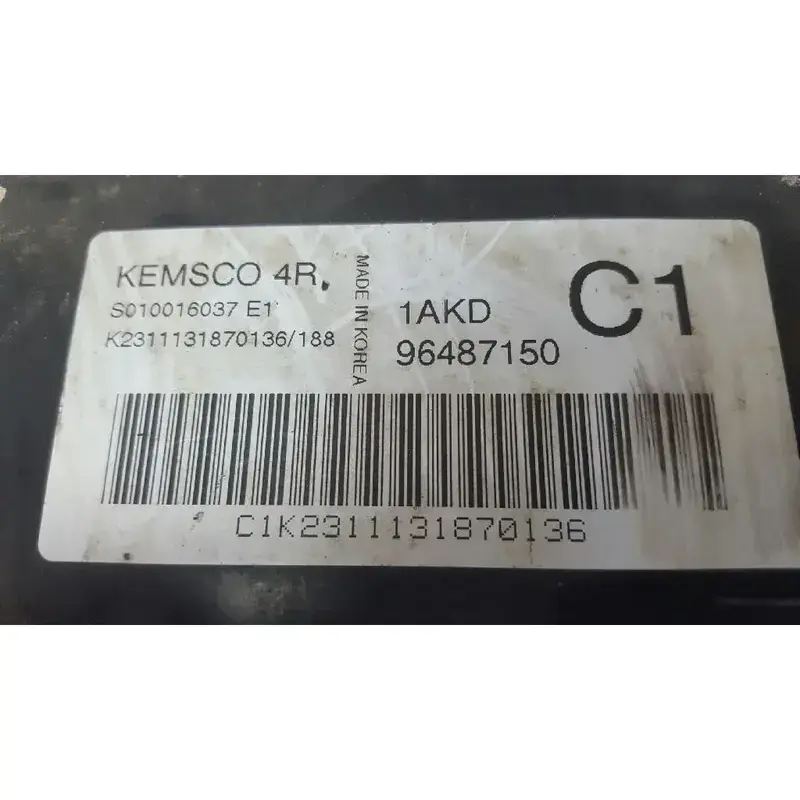 KEMSCO 4R.
S010016037 E1
K2311131870136/188
MADE IN KOREA
1AKD
96487150
C1
C1K2311131870136